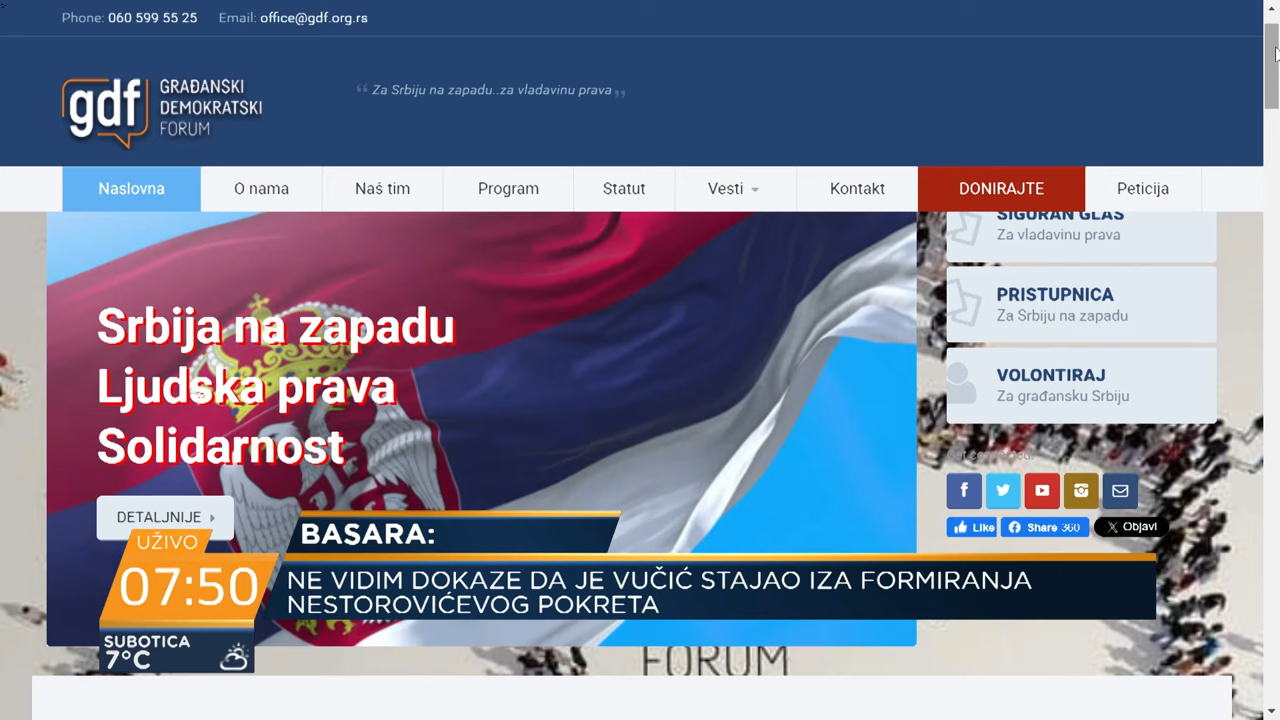 Phone: 060 599 55 25 Email: office@gdf.org.rs
gdf
GRAĐANSKI
DEMOKRATSKI
FORUM
“ Za Srbiju na zapadu..za vladavinu prava „
Naslovna O nama Naš tim Program Statut Vesti Kontakt DONIRAJTE Peticija
SIGURAN GLAS
Za vladavinu prava
PRISTUPNICA
Za Srbiju na zapadu
VOLONTIRAJ
Za građansku Srbiju
Srbija na zapadu
Ljudska prava
Solidarnost
DETALJNIJE
Like Share 360 X Objavi
UŽIVO
07:50
SUBOTICA
7°C
BASARA:
NE VIDIM DOKAZE DA JE VUČIĆ STAJAO IZA FORMIRANJA
NESTOROVIĆEVOG POKRETA
FORUM